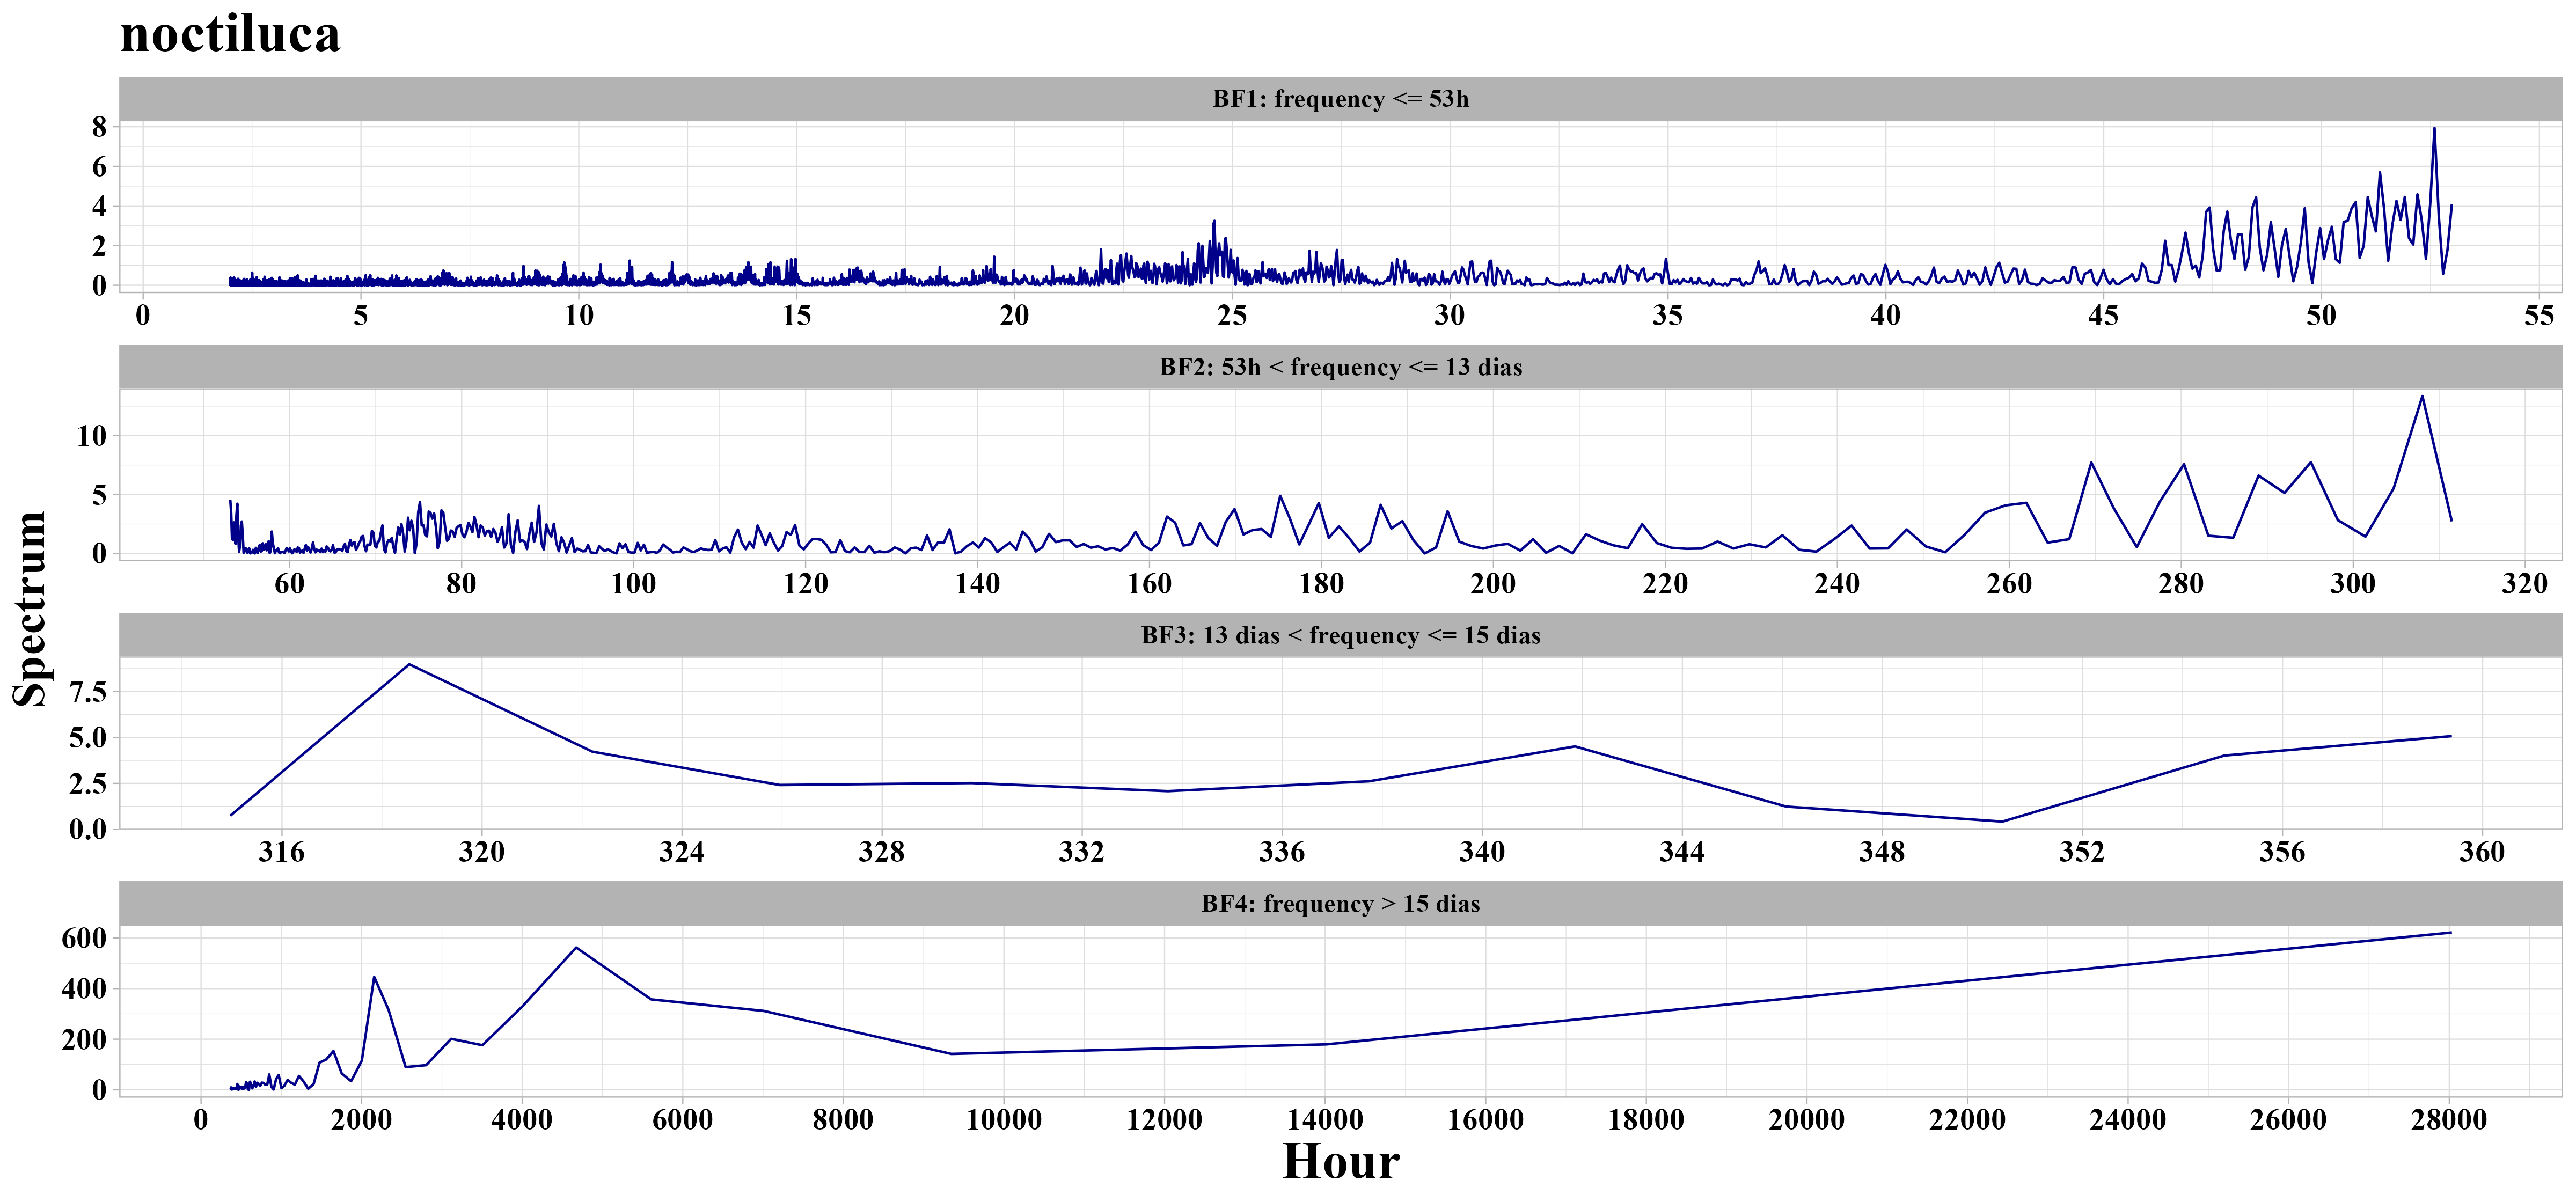 noctiluca
BF1: frequency <= 53h
8
6
4
2
0
0 5 10 15 20 25 30 35 40 45 50 55
BF2: 53h < frequency <= 13 dias
10
5
0
60 80 100 120 140 160 180 200 220 240 260 280 300 320
Spectrum
BF3: 13 dias < frequency <= 15 dias
7.5
5.0
2.5
0.0
316 320 324 328 332 336 340 344 348 352 356 360
BF4: frequency > 15 dias
600
400
200
0
0 2000 4000 6000 8000 10000 12000 14000 16000 18000 20000 22000 24000 26000 28000
Hour